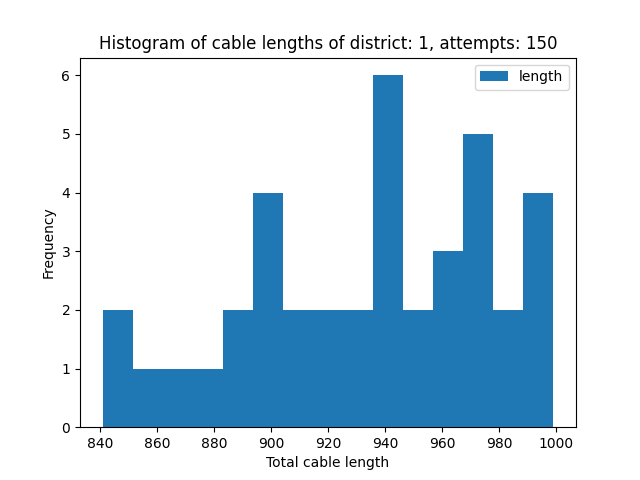 Histogram of cable lengths of district: 1, attempts: 150
length
6
5
4
3
2
1
0
Frequency
840 860 880 900 920 940 960 980 1000
Total cable length